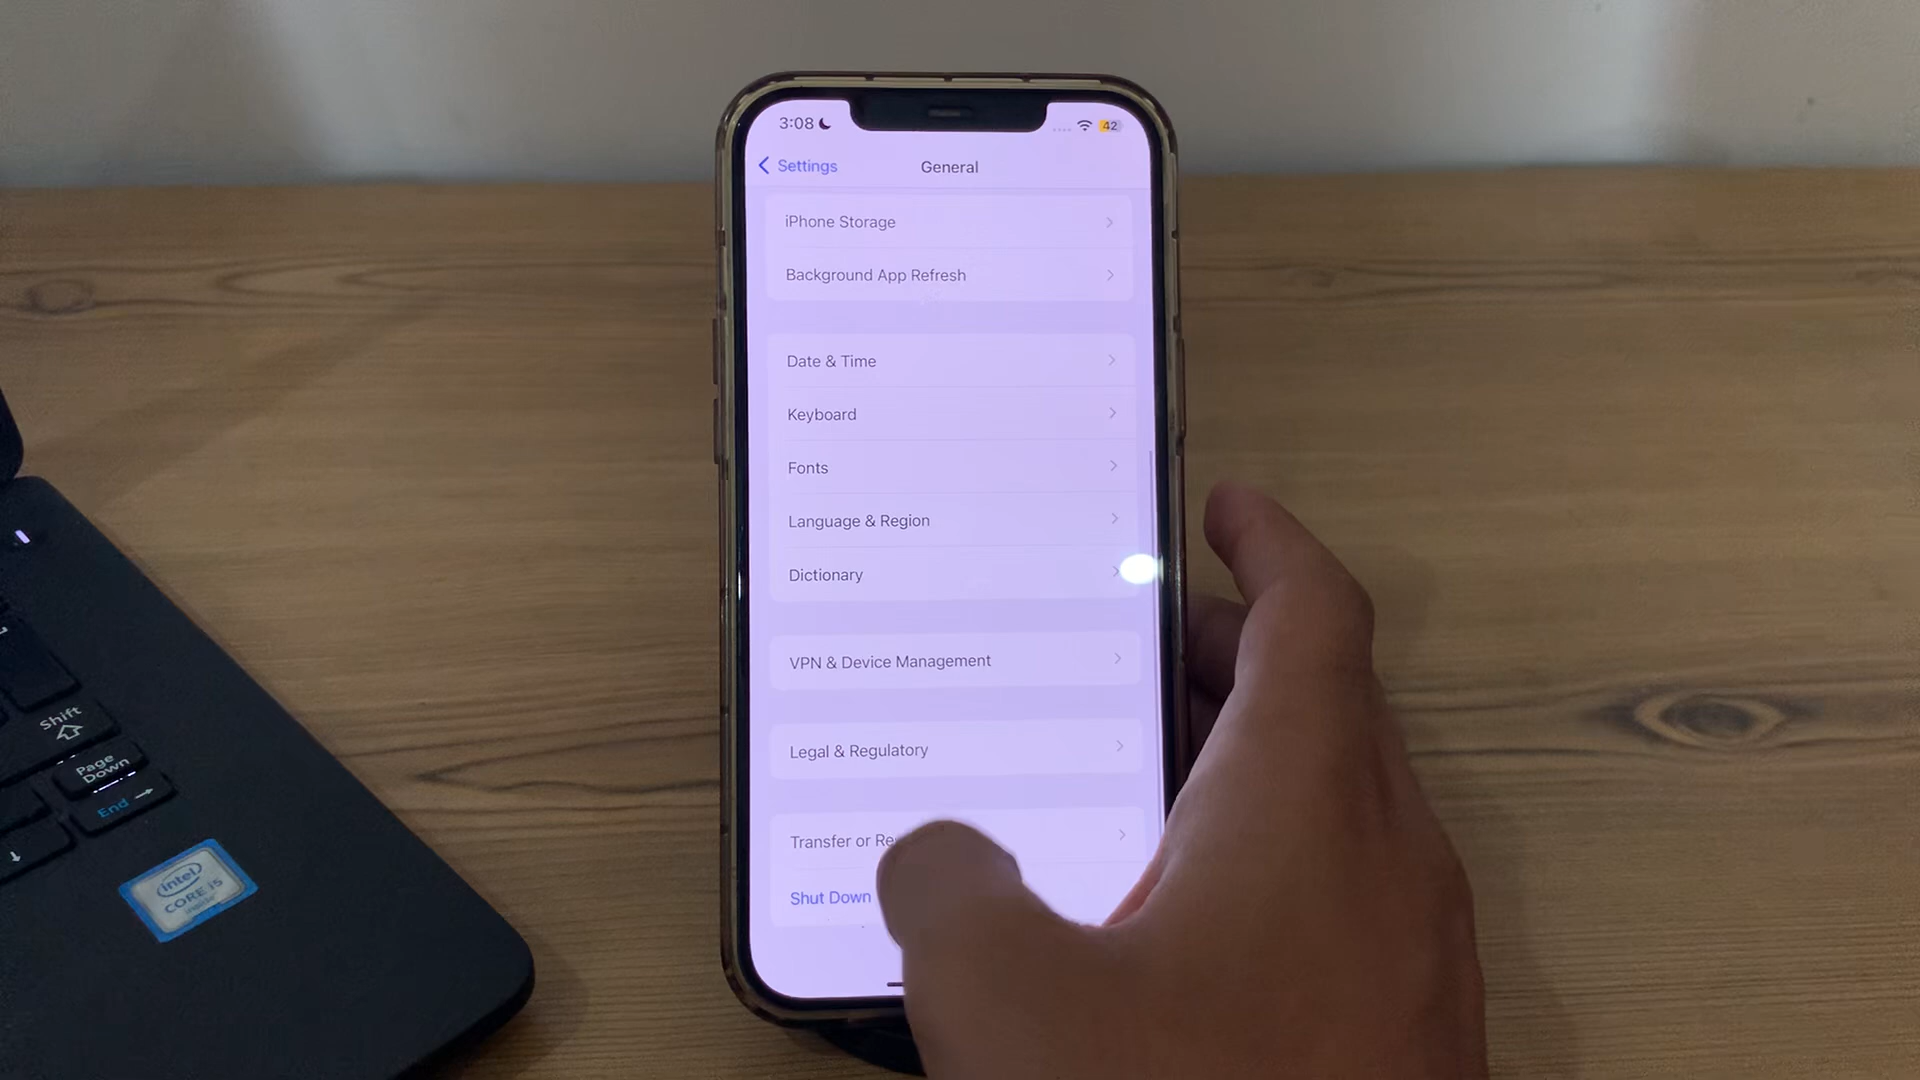 3:08
42
Settings
General
iPhone Storage
Background App Refresh
Date & Time
Keyboard
Fonts
Language & Region
Dictionary
VPN & Device Management
Legal & Regulatory
Transfer or Re
Shut Down
Shift
Page
Down
End
intel
CORE i5
inside